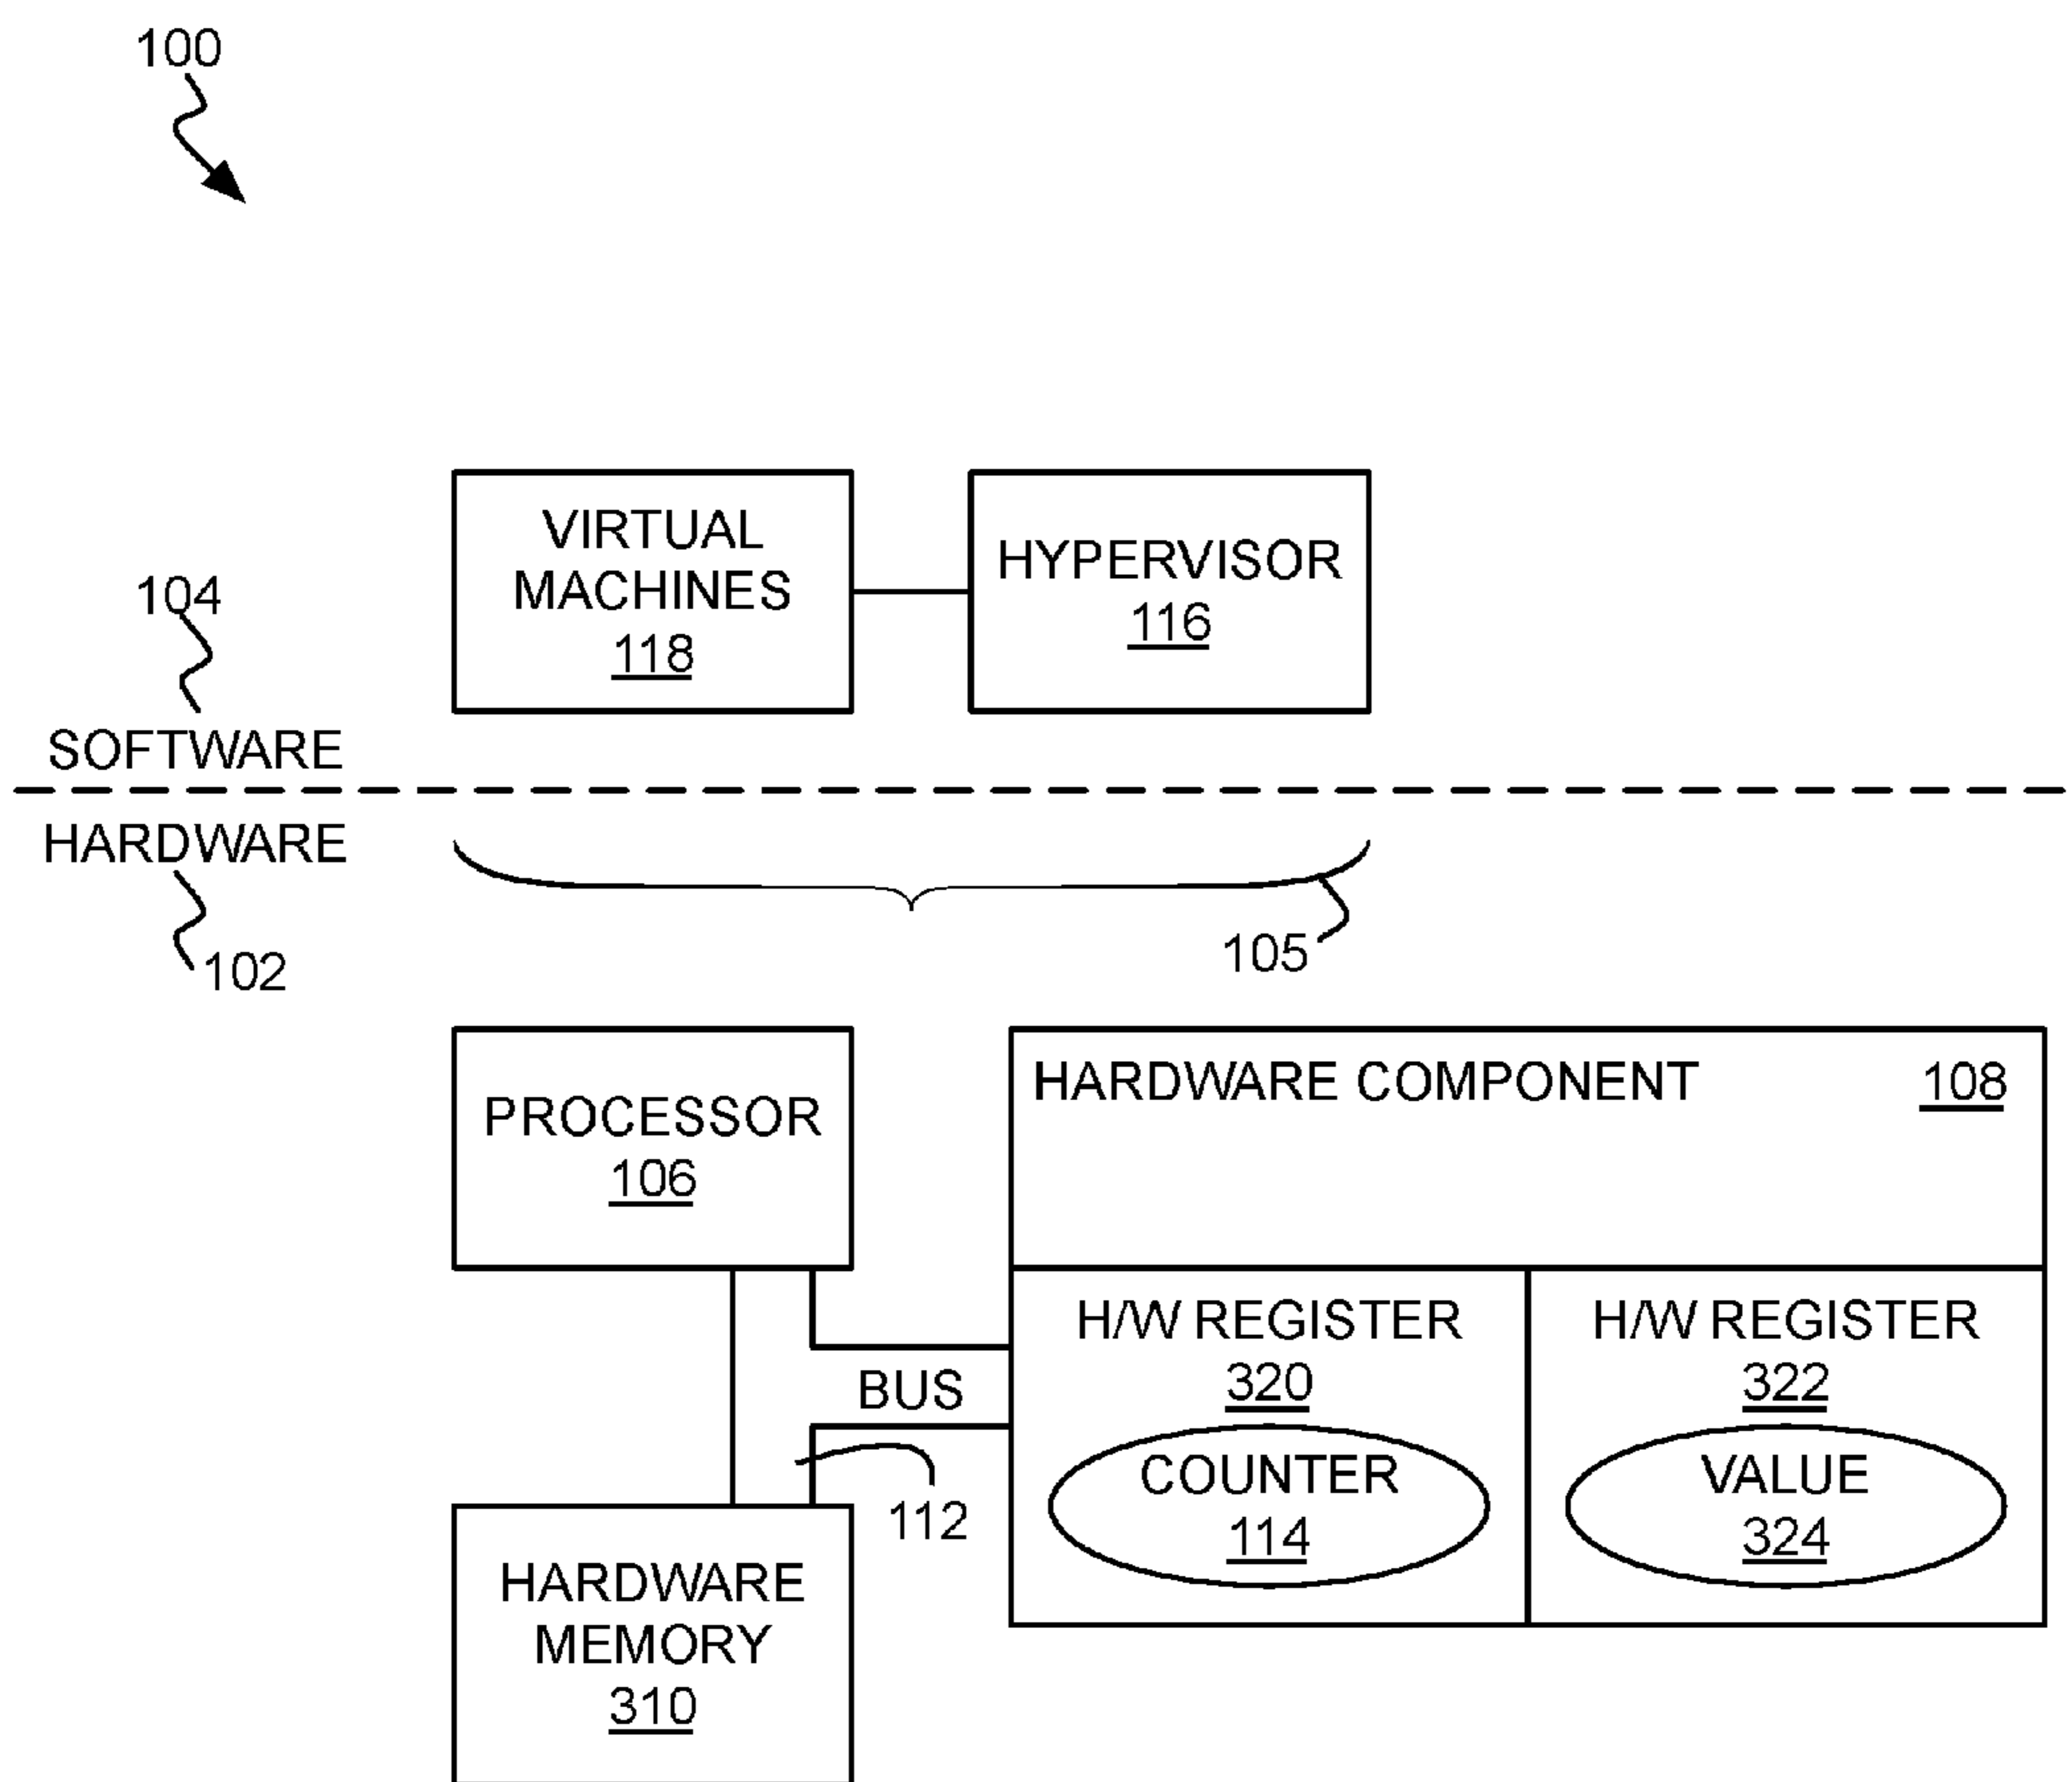 100
VIRTUAL
MACHINES
118
HYPERVISOR
116
104
SOFTWARE
HARDWARE
102
105
PROCESSOR
106
HARDWARE COMPONENT 108
H/W REGISTER
320
COUNTER
114
H/W REGISTER
322
VALUE
324
BUS
112
HARDWARE
MEMORY
310